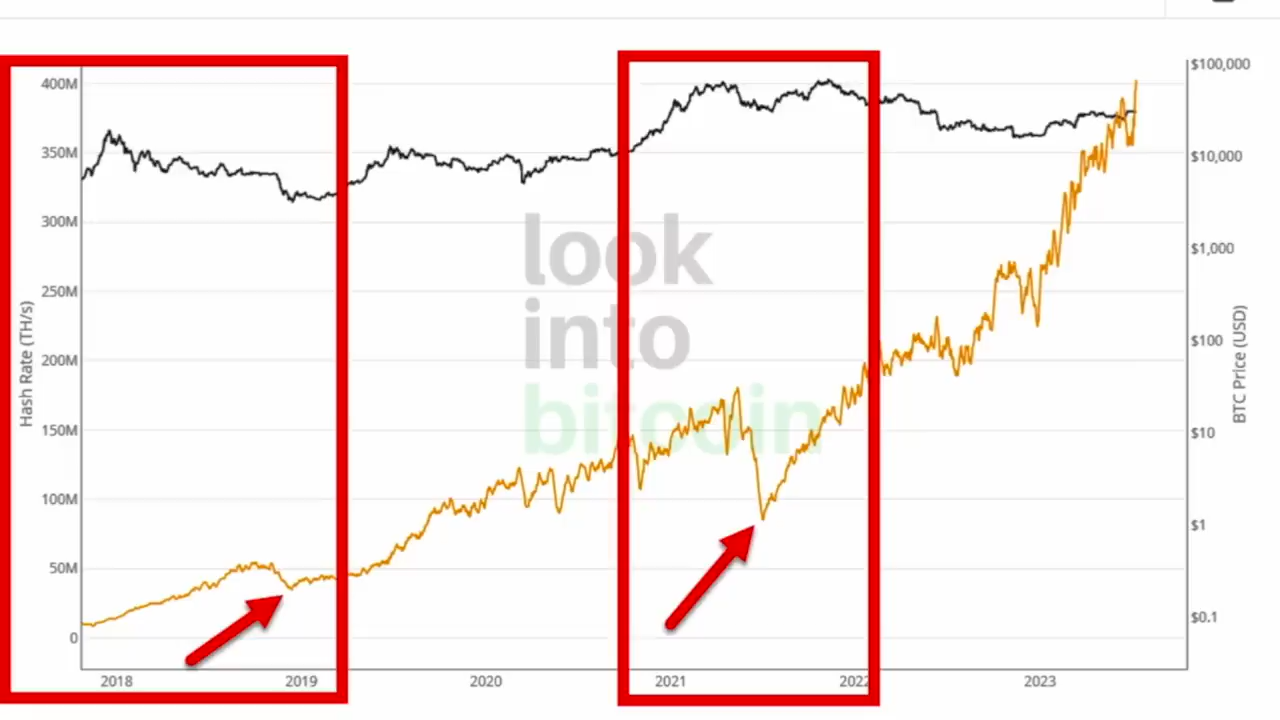 400M
350M
300M
250M
200M
150M
100M
50M
0
Hash Rate (TH/s)
$100,000
$10,000
$1,000
$100
$10
$1
$0.1
BTC Price (USD)
look
into
bitcoin
2018
2019
2020
2021
2022
2023